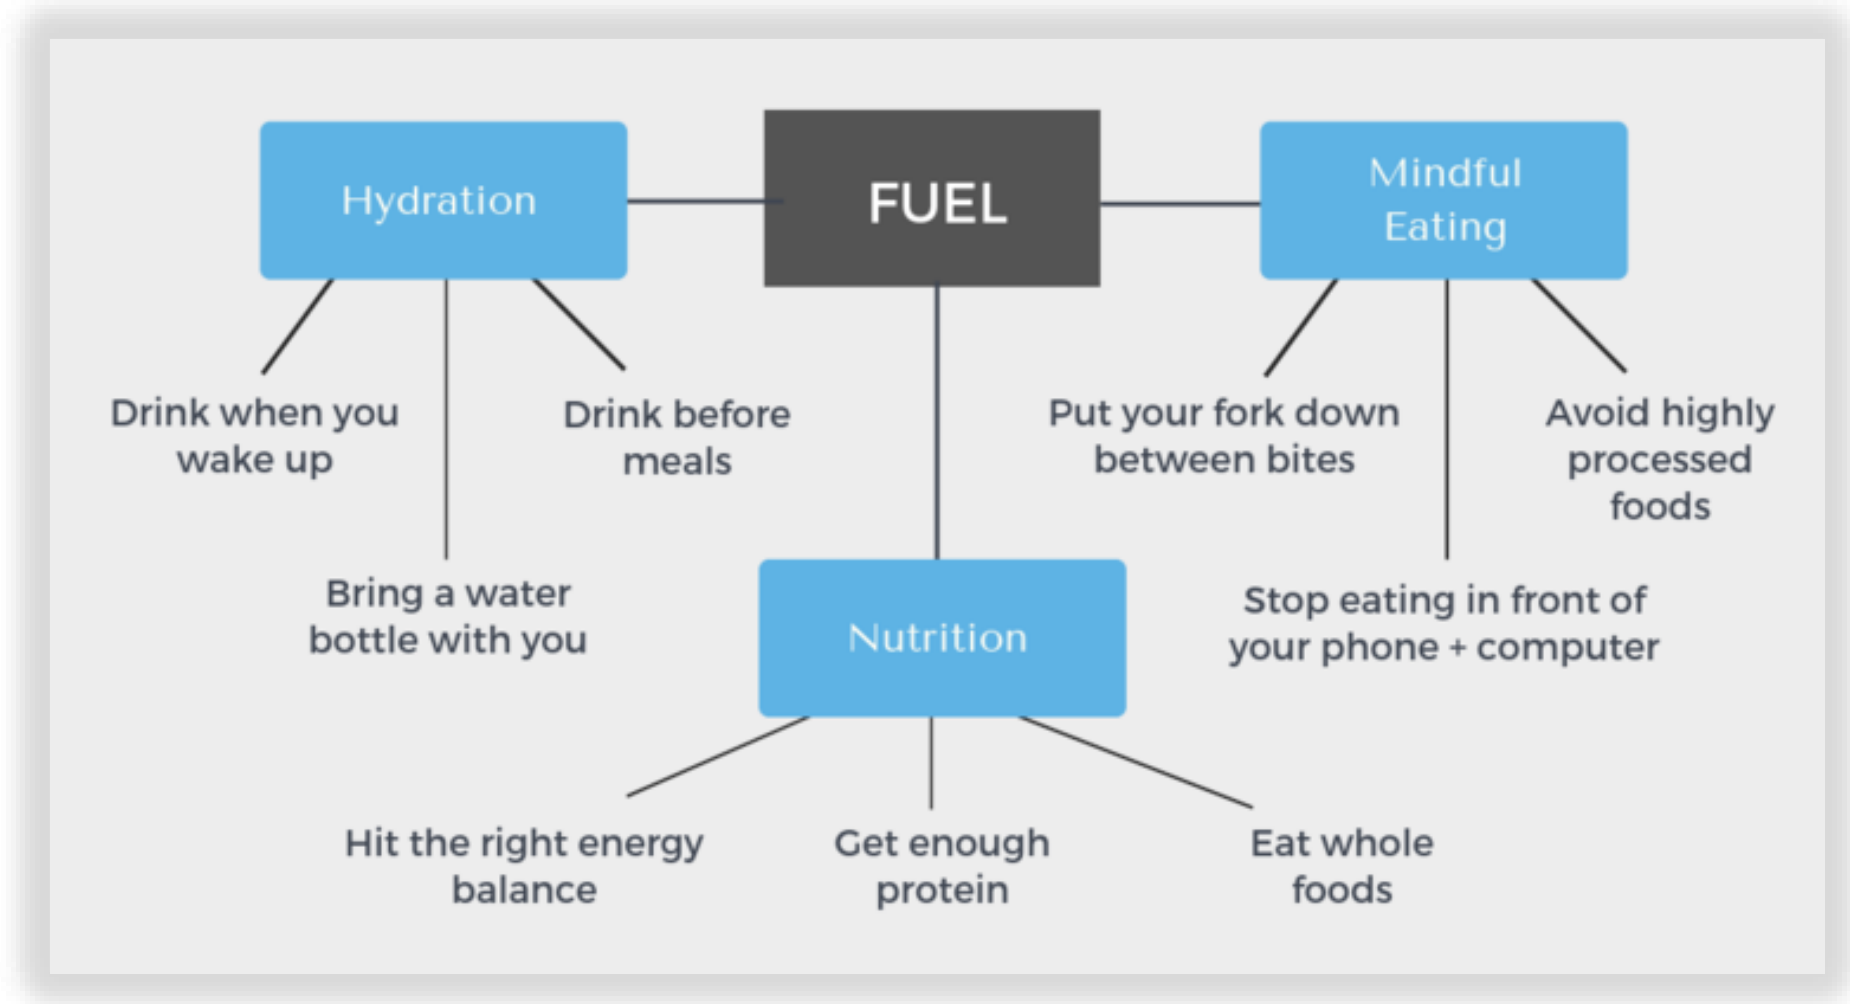 Hydration
FUEL
Mindful
Eating
Drink when you
wake up
Drink before
meals
Put your fork down
between bites
Avoid highly
processed
foods
Bring a water
bottle with you
Stop eating in front of
your phone + computer
Nutrition
Hit the right energy
balance
Get enough
protein
Eat whole
foods